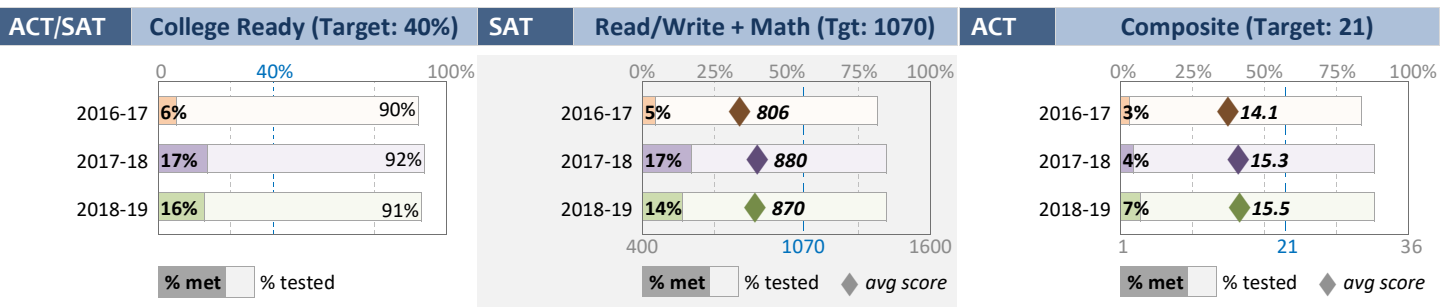 ACT/SAT College Ready (Target: 40%)
0 40% 100%
2016-17 6% 90%
2017-18 17% 92%
2018-19 16% 91%
% met % tested
SAT Read/Write + Math (Tgt: 1070)
0% 25% 50% 75% 100%
2016-17 5% 806
2017-18 17% 880
2018-19 14% 870
400 1070 1600
% met % tested avg score
ACT Composite (Target: 21)
0% 25% 50% 75% 100%
2016-17 3% 14.1
2017-18 4% 15.3
2018-19 7% 15.5
1 21 36
% met % tested avg score